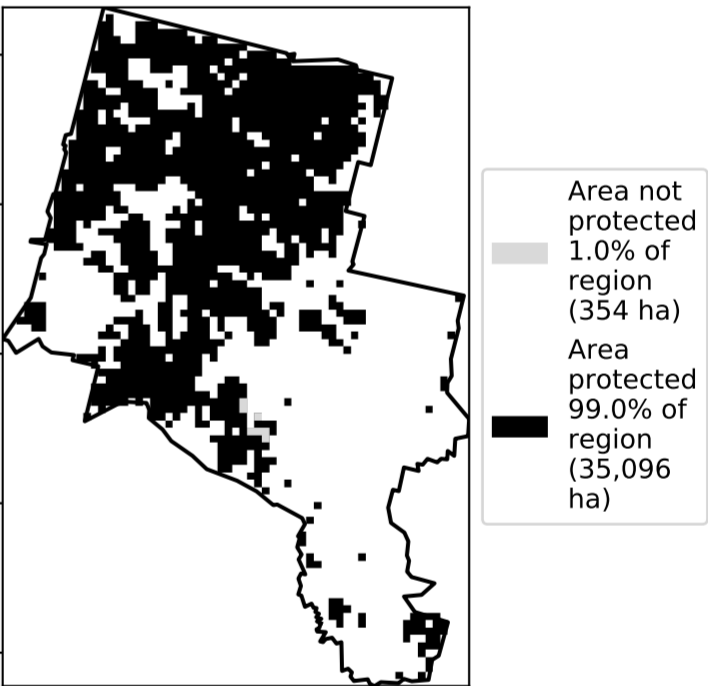 Area not
protected
1.0% of
region
(354 ha)
Area
protected
99.0% of
region
(35,096
ha)